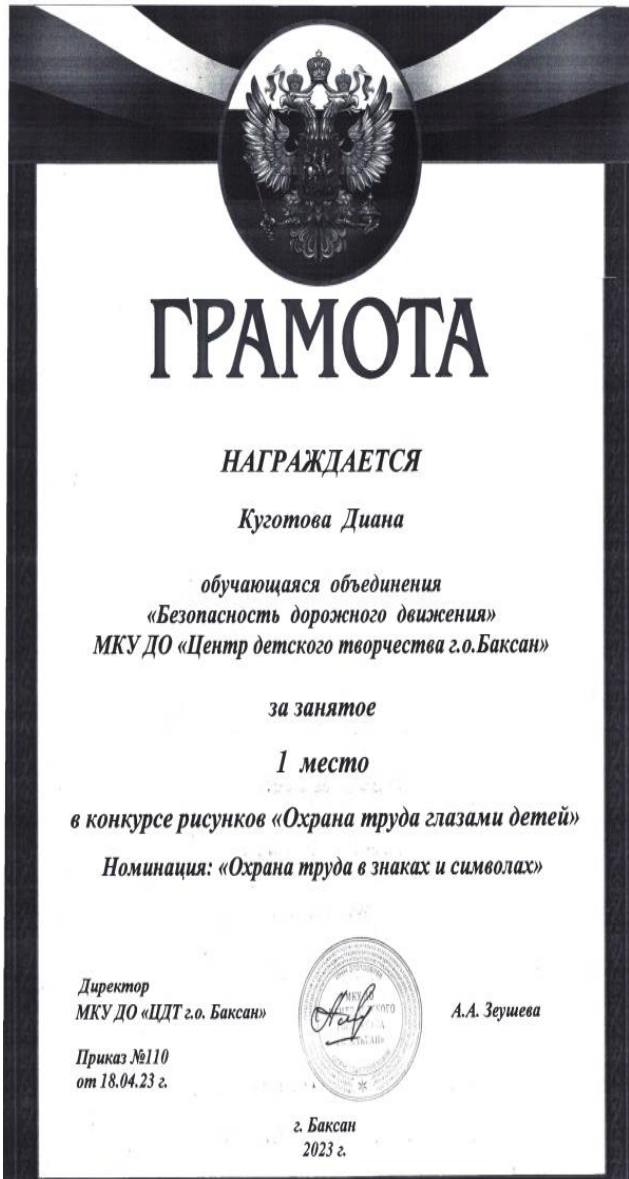 ГРАМОТА
НАГРАЖДАЕТСЯ
Куготова Диана
обучающаяся объединения
«Безопасность дорожного движения»
МКУ ДО «Центр детского творчества г.о.Баксан»
за занятое
1 место
в конкурсе рисунков «Охрана труда глазами детей»
Номинация: «Охрана труда в знаках и символах»
Директор
МКУ ДО «ЦДТ г.о. Баксан»
А.А. Зеушева
Приказ №110
от 18.04.23 г.
МКУ ДО
г. Баксан
2023 г.